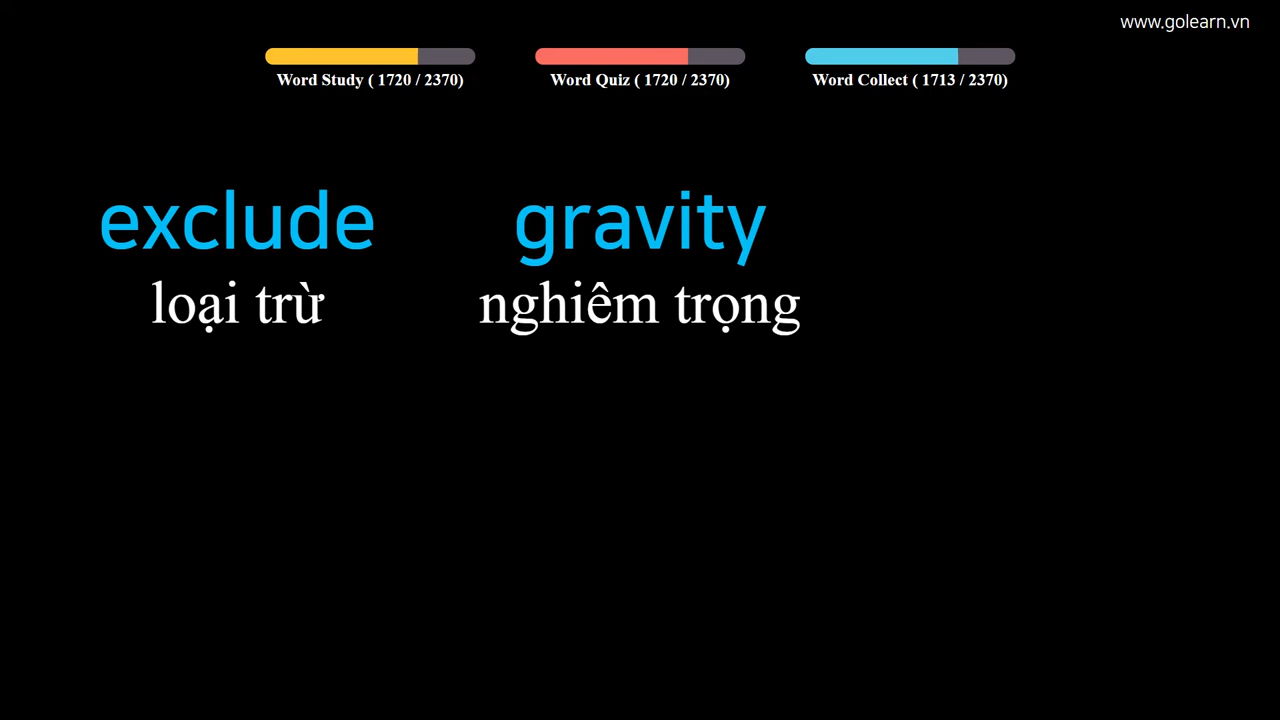 www.golearn.vn
Word Study ( 1720 / 2370)
Word Quiz ( 1720 / 2370)
Word Collect ( 1713 / 2370)
exclude
loại trừ
gravity
nghiêm trọng